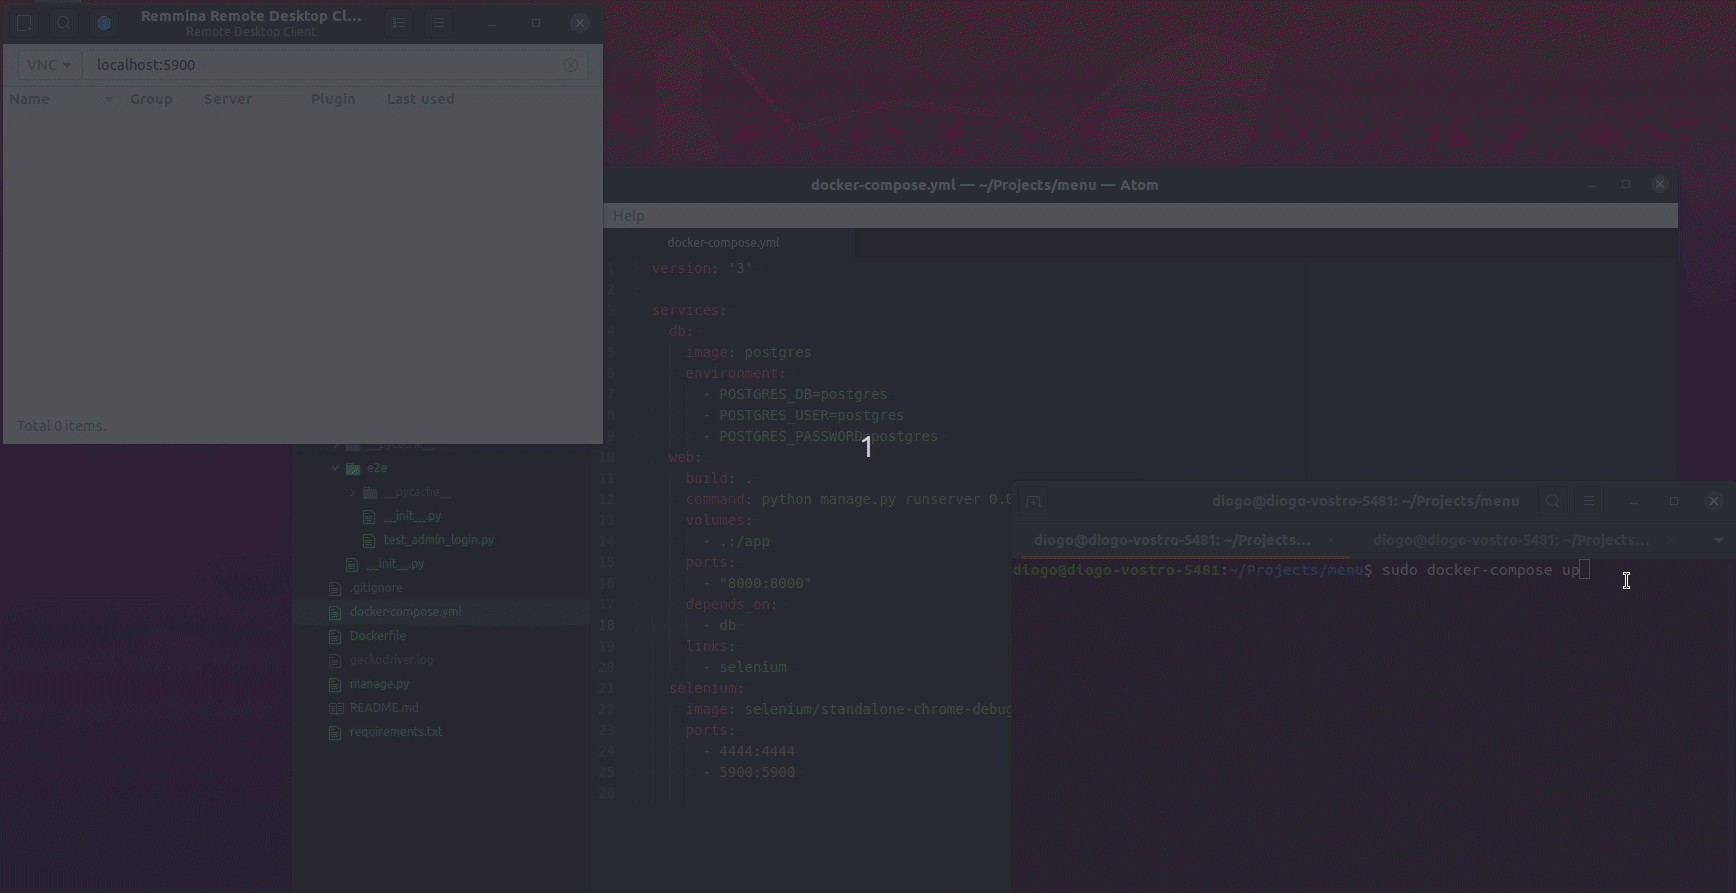 Remmina Remote Desktop Cl...
Remote Desktop Client
VNC
localhost:5900
Name Group Server Plugin Last used
Total 0 items.
docker-compose.yml — ~/Projects/menu — Atom
Help
docker-compose.yml
e2e
__pycache__
__init__.py
test_admin_login.py
__init__.py
.gitignore
docker-compose.yml
Dockerfile
geckodriver.log
manage.py
README.md
requirements.txt
1 version: '3'
2
3 services:
4 db:
5 image: postgres
6 environment:
7 - POSTGRES_DB=postgres
8 - POSTGRES_USER=postgres
9 - POSTGRES_PASSWORD=postgres
10 web:
11 build: .
12 command: python manage.py runserver 0.0
13 volumes:
14 - .:/app
15 ports:
16 - "8000:8000"
17 depends_on:
18 - db
19 links:
20 - selenium
21 selenium:
22 image: selenium/standalone-chrome-debug
23 ports:
24 - 4444:4444
25 - 5900:5900
26
1
diogo@diogo-vostro-5481: ~/Projects/menu
diogo@diogo-vostro-5481: ~/Projects... diogo@diogo-vostro-5481: ~/Projects...
diogo@diogo-vostro-5481:~/Projects/menu$ sudo docker-compose up